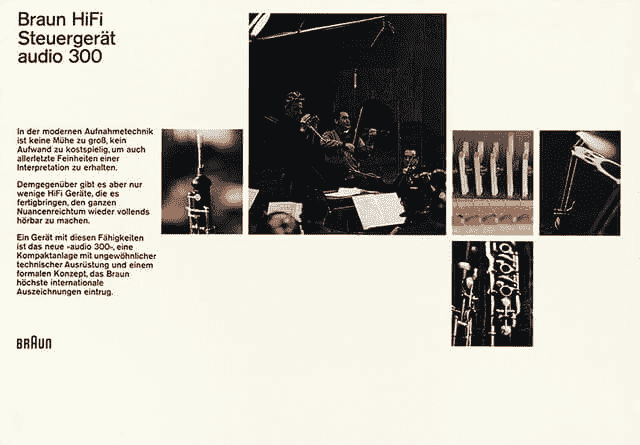 Braun HiFi
Steuergerät
audio 300
In der modernen Aufnahmetechnik
ist keine Mühe zu groß, kein
Aufwand zu kostspielig, um auch
allerletzte Feinheiten einer
Interpretation zu erhalten.
Demgegenüber gibt es aber nur
wenige HiFi Geräte, die es
fertigbringen, den ganzen
Nuancenreichtum wieder vollends
hörbar zu machen.
Ein Gerät mit diesen Fähigkeiten
ist das neue ›audio 300‹, eine
Kompaktanlage mit ungewöhnlicher
technischer Ausrüstung und einem
formalen Konzept, das Braun
höchste internationale
Auszeichnungen eintrug.
BRAUN